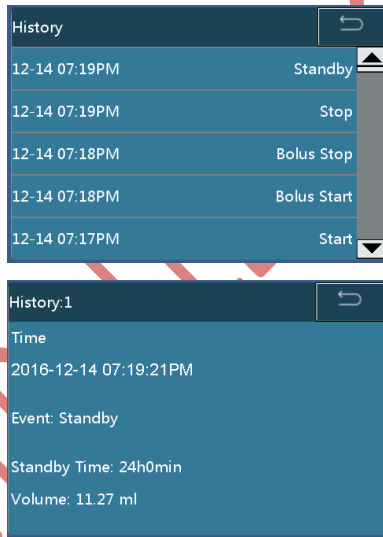 History
12-14 07:19PM Standby
12-14 07:19PM Stop
12-14 07:18PM Bolus Stop
12-14 07:18PM Bolus Start
12-14 07:17PM Start
History:1
Time
2016-12-14 07:19:21PM
Event: Standby
Standby Time: 24h0min
Volume: 11.27 ml